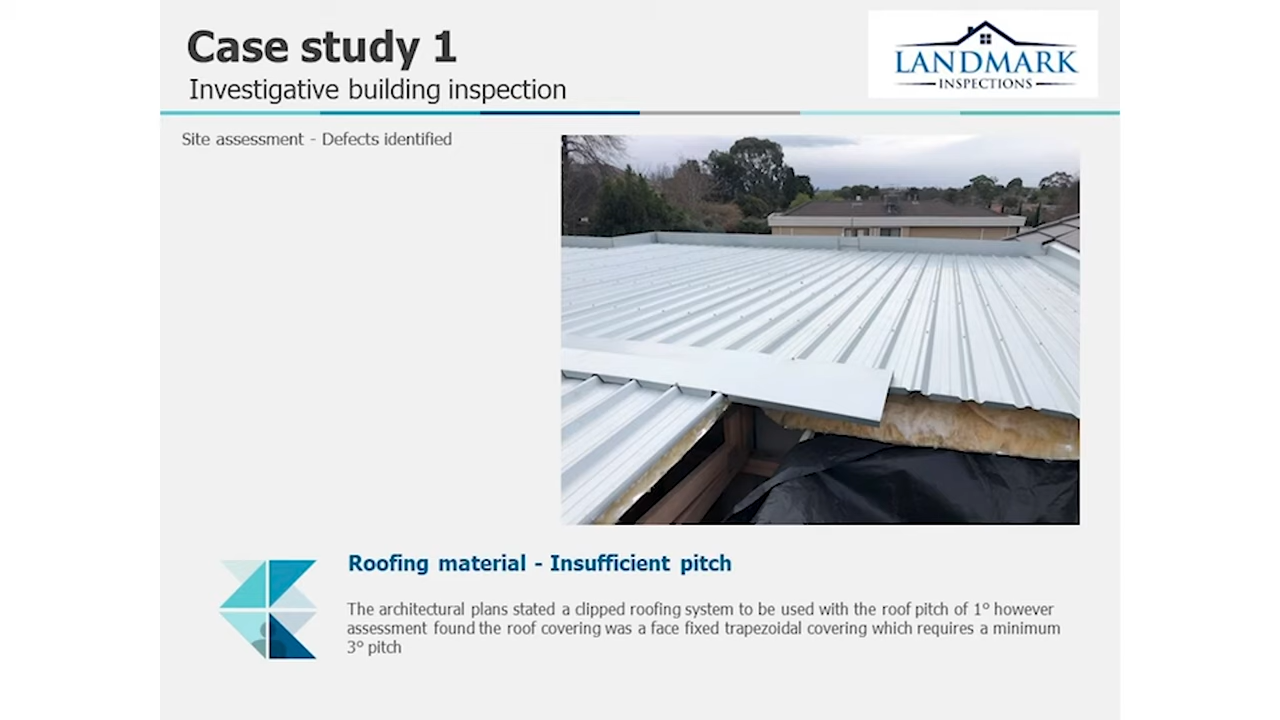 Case study 1
Investigative building inspection
LANDMARK
INSPECTIONS
Site assessment - Defects identified
Roofing material - Insufficient pitch
The architectural plans stated a clipped roofing system to be used with the roof pitch of 1° however
assessment found the roof covering was a face fixed trapezoidal covering which requires a minimum
3° pitch